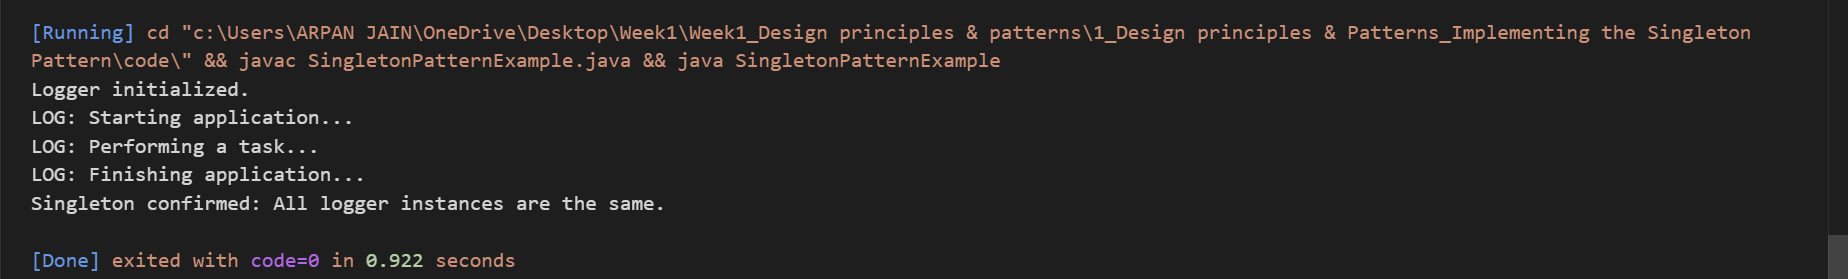 [Running] cd "c:\Users\ARPAN JAIN\OneDrive\Desktop\Week1\Week1_Design principles & patterns\1_Design principles & Patterns_Implementing the Singleton
Pattern\code\" && javac SingletonPatternExample.java && java SingletonPatternExample
Logger initialized.
LOG: Starting application...
LOG: Performing a task...
LOG: Finishing application...
Singleton confirmed: All logger instances are the same.
[Done] exited with code=0 in 0.922 seconds